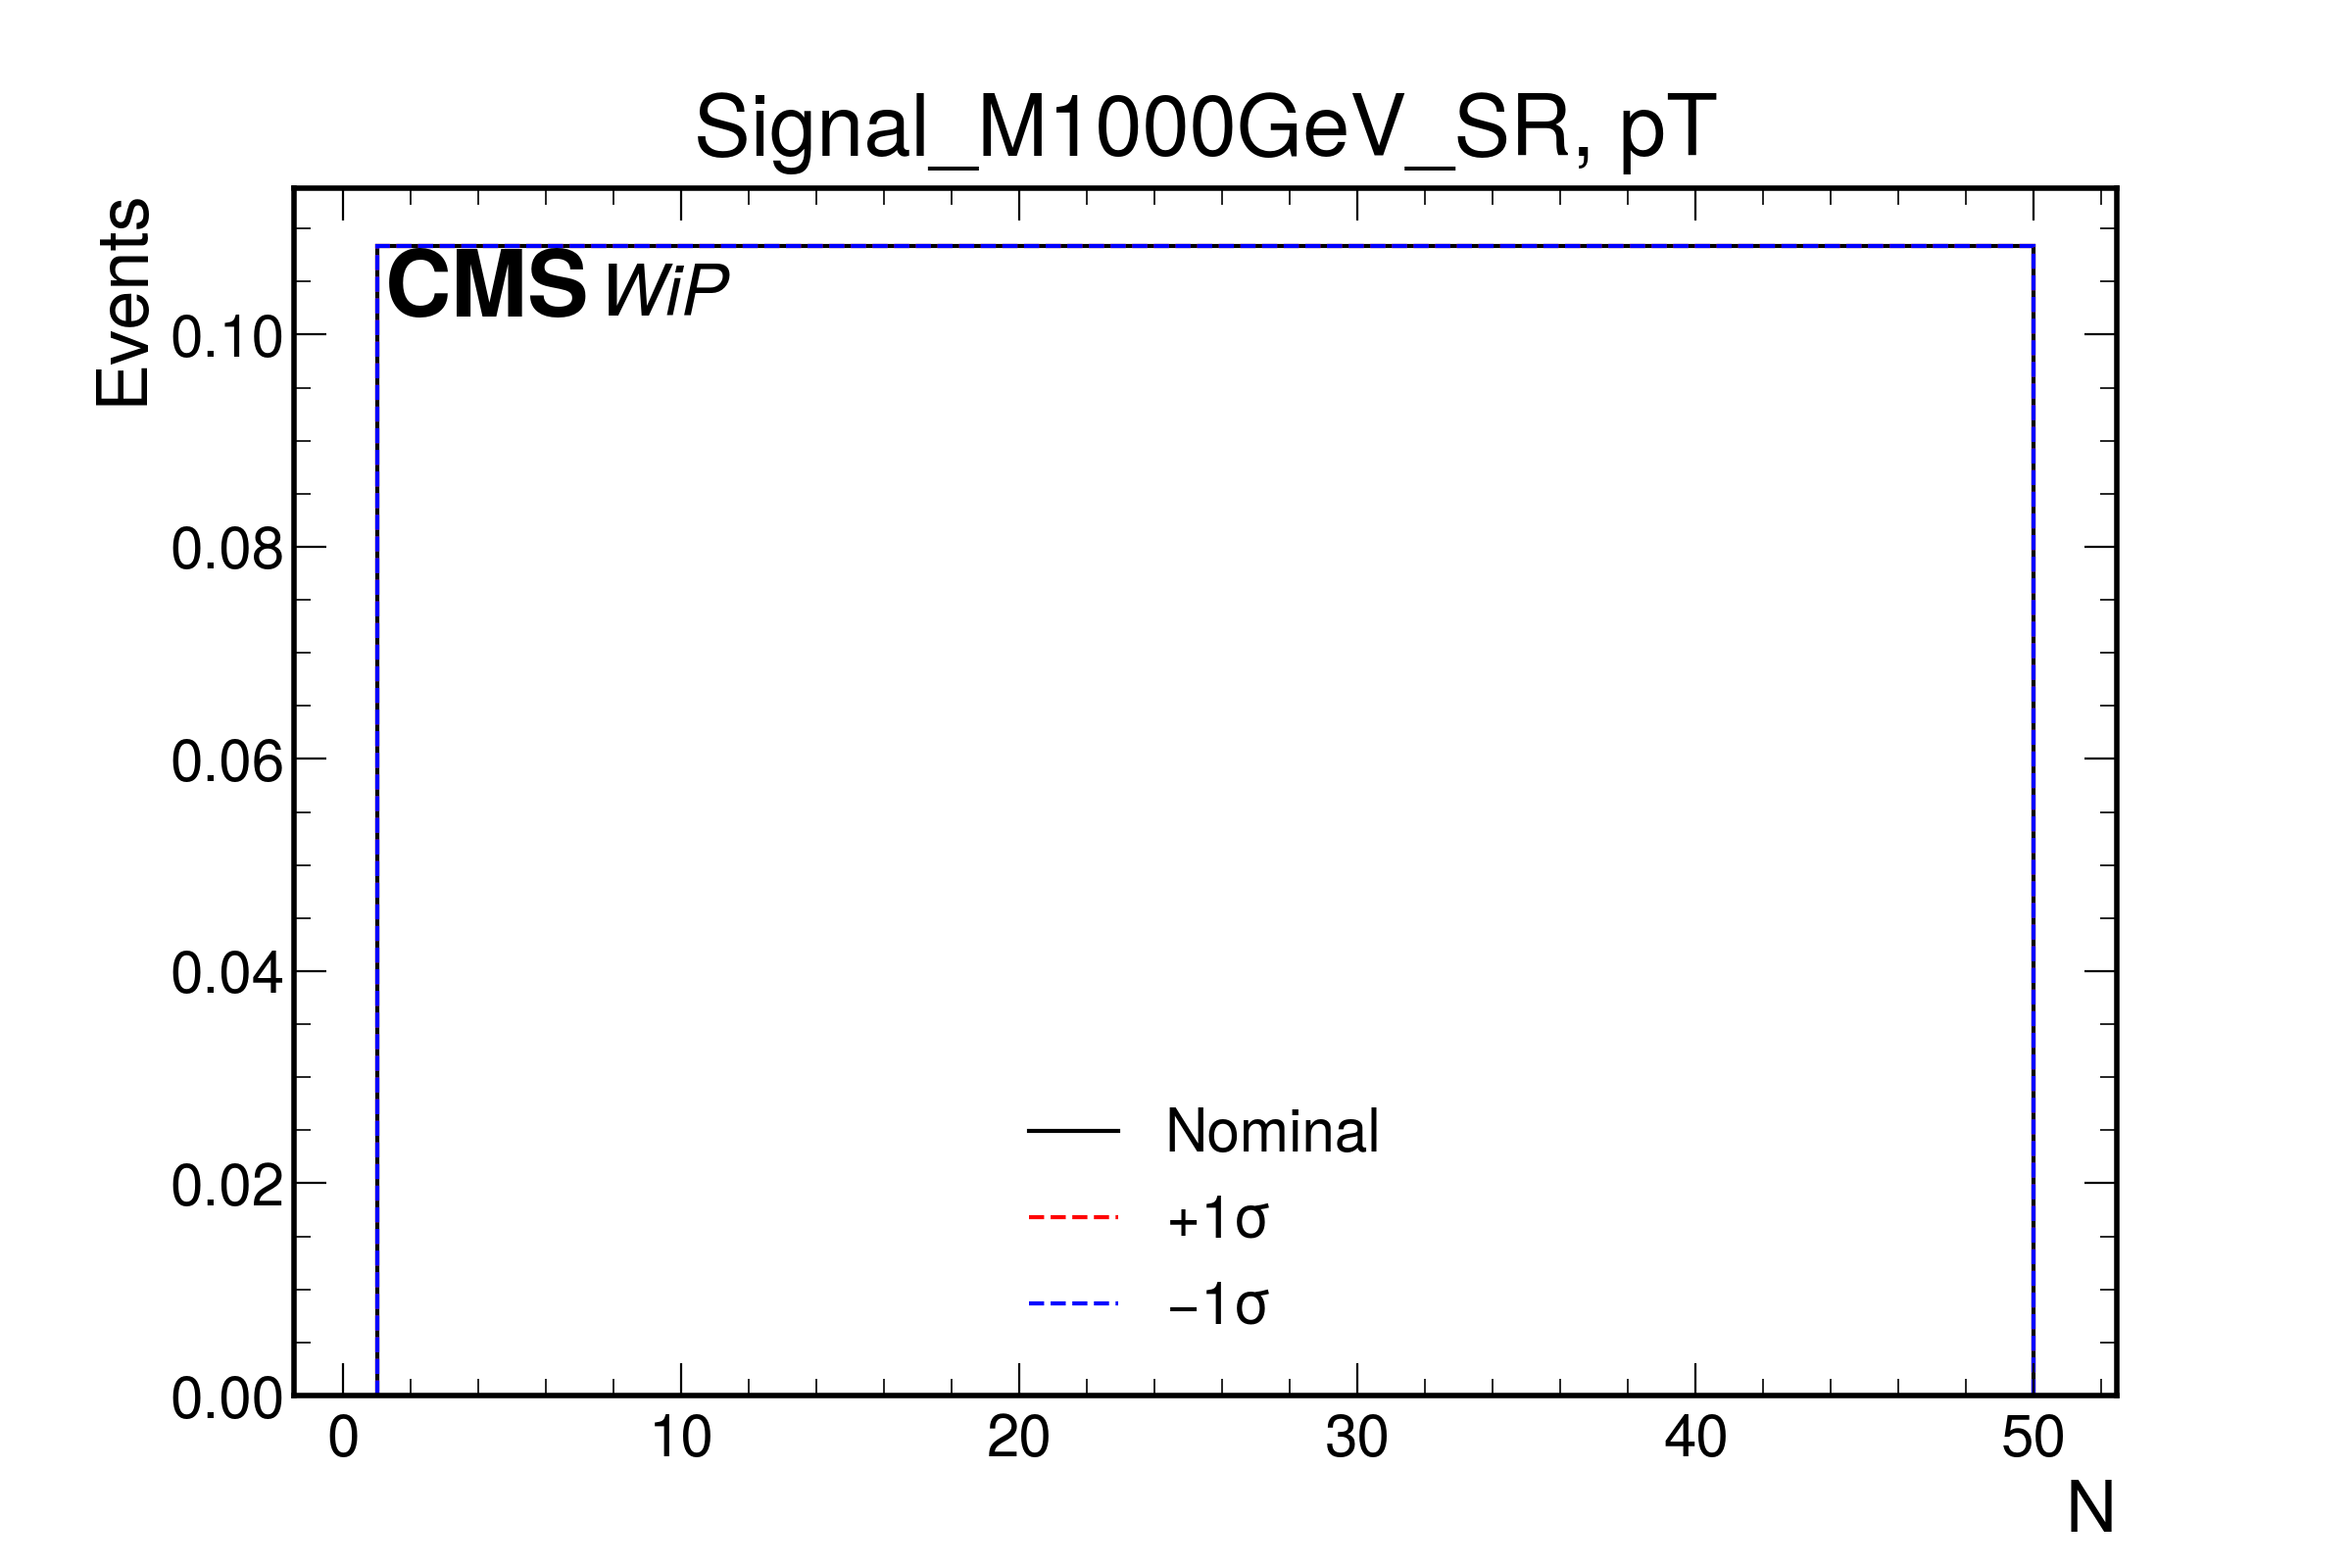 Signal_M1000GeV_SR, pT
Events
CMS WiP
0.10
0.08
0.06
0.04
0.02
0.00
Nominal
+1σ
−1σ
0 10 20 30 40 50
N